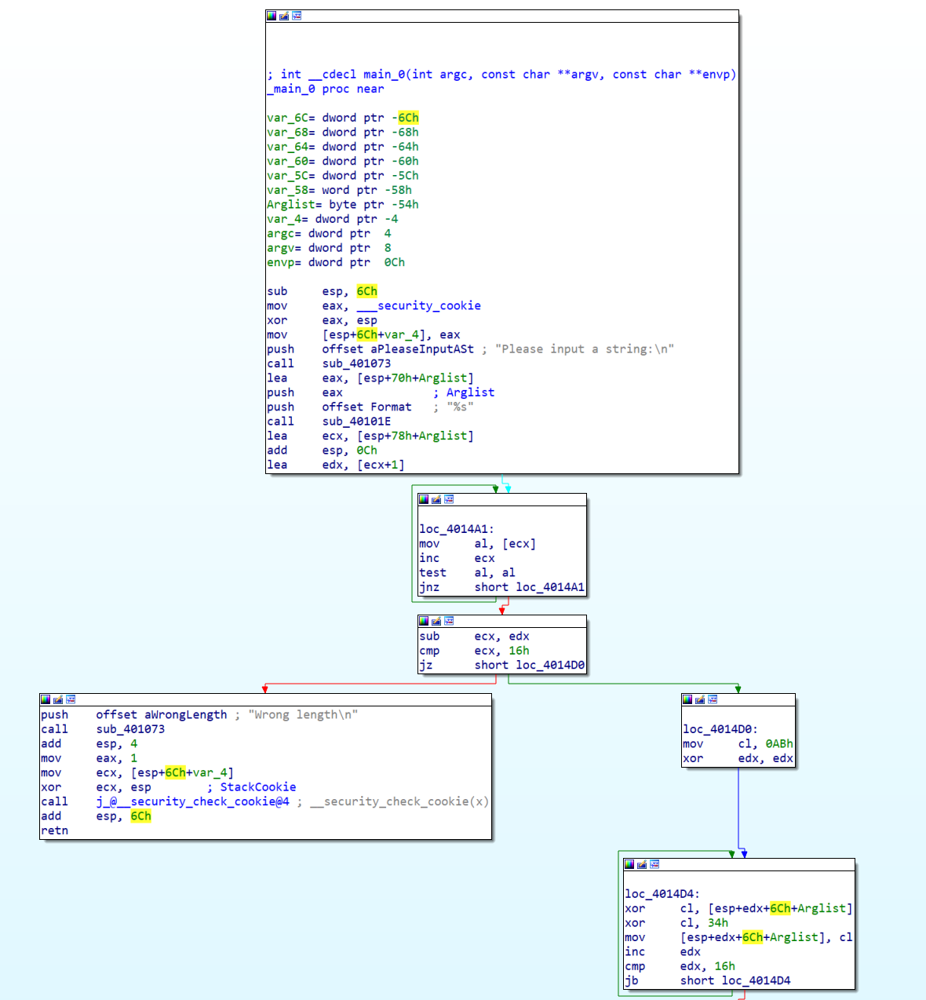 ; int __cdecl main_0(int argc, const char **argv, const char **envp)
_main_0 proc near
var_6C= dword ptr -6Ch
var_68= dword ptr -68h
var_64= dword ptr -64h
var_60= dword ptr -60h
var_5C= dword ptr -5Ch
var_58= word ptr -58h
Arglist= byte ptr -54h
var_4= dword ptr -4
argc= dword ptr  4
argv= dword ptr  8
envp= dword ptr  0Ch
sub     esp, 6Ch
mov     eax, ___security_cookie
xor     eax, esp
mov     [esp+6Ch+var_4], eax
push    offset aPleaseInputASt ; "Please input a string:\n"
call    sub_401073
lea     eax, [esp+70h+Arglist]
push    eax             ; Arglist
push    offset Format   ; "%s"
call    sub_40101E
lea     ecx, [esp+78h+Arglist]
add     esp, 0Ch
lea     edx, [ecx+1]
loc_4014A1:
mov     al, [ecx]
inc     ecx
test    al, al
jnz     short loc_4014A1
sub     ecx, edx
cmp     ecx, 16h
jz      short loc_4014D0
push    offset aWrongLength ; "Wrong length\n"
call    sub_401073
add     esp, 4
mov     eax, 1
mov     ecx, [esp+6Ch+var_4]
xor     ecx, esp        ; StackCookie
call    j_@__security_check_cookie@4 ; __security_check_cookie(x)
add     esp, 6Ch
retn
loc_4014D0:
mov     cl, 0ABh
xor     edx, edx
loc_4014D4:
xor     cl, [esp+edx+6Ch+Arglist]
xor     cl, 34h
mov     [esp+edx+6Ch+Arglist], cl
inc     edx
cmp     edx, 16h
jb      short loc_4014D4